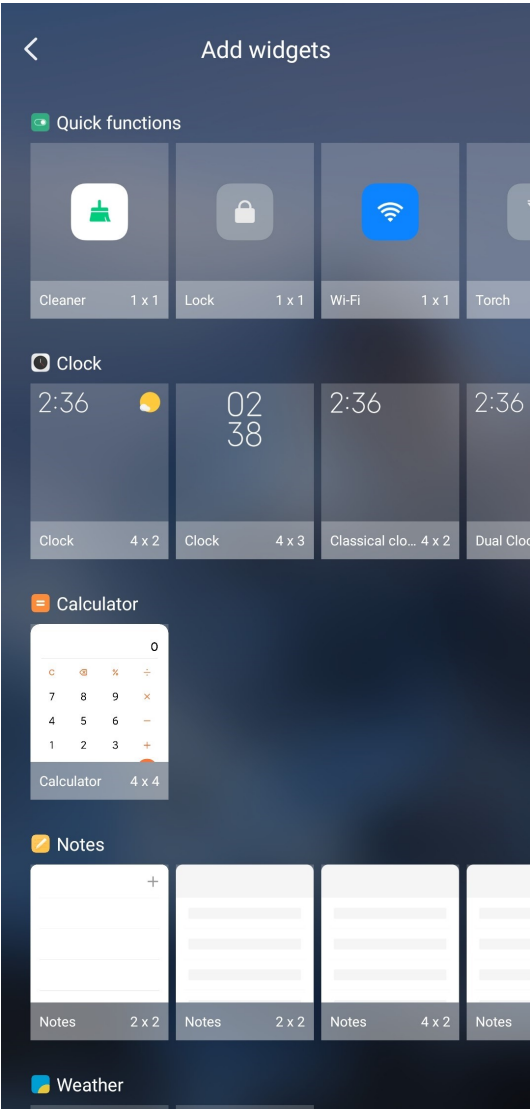 Add widgets
Quick functions
Cleaner 1 x 1
Lock 1 x 1
Wi-Fi 1 x 1
Torch
Clock
2:36
02
38
2:36
2:36
Clock 4 x 2
Clock 4 x 3
Classical clo... 4 x 2
Dual Cloc
Calculator
0
C % ÷
7 8 9 ×
4 5 6 −
1 2 3 +
Calculator 4 x 4
Notes
+
Notes 2 x 2
Notes 2 x 2
Notes 4 x 2
Notes
Weather